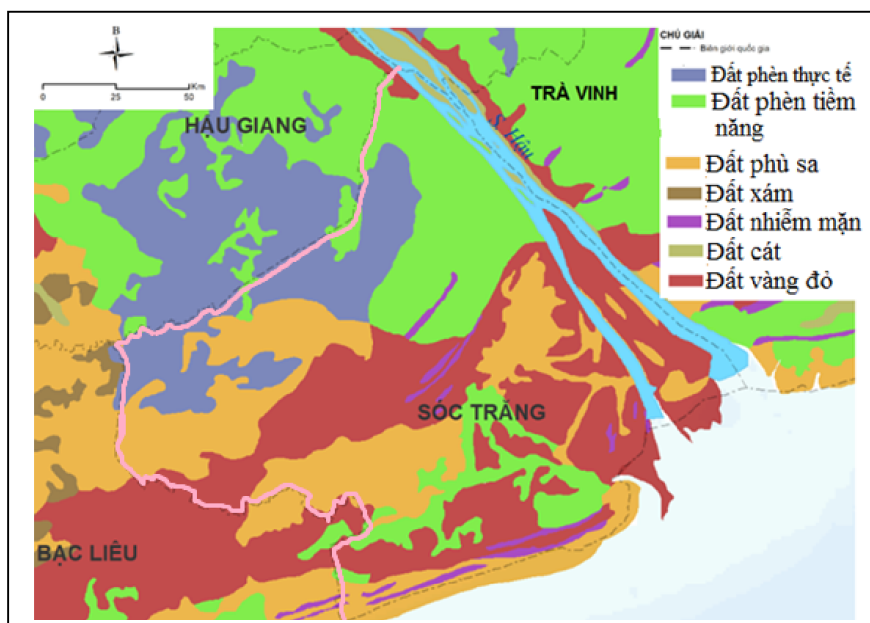 B
0 25 50 Km
HẬU GIANG
TRÀ VINH
S. Hậu
SÓC TRĂNG
BẠC LIÊU
CHÚ GIẢI
Biên giới quốc gia
Đất phèn thực tế
Đất phèn tiềm
năng
Đất phù sa
Đất xám
Đất nhiễm mặn
Đất cát
Đất vàng đỏ